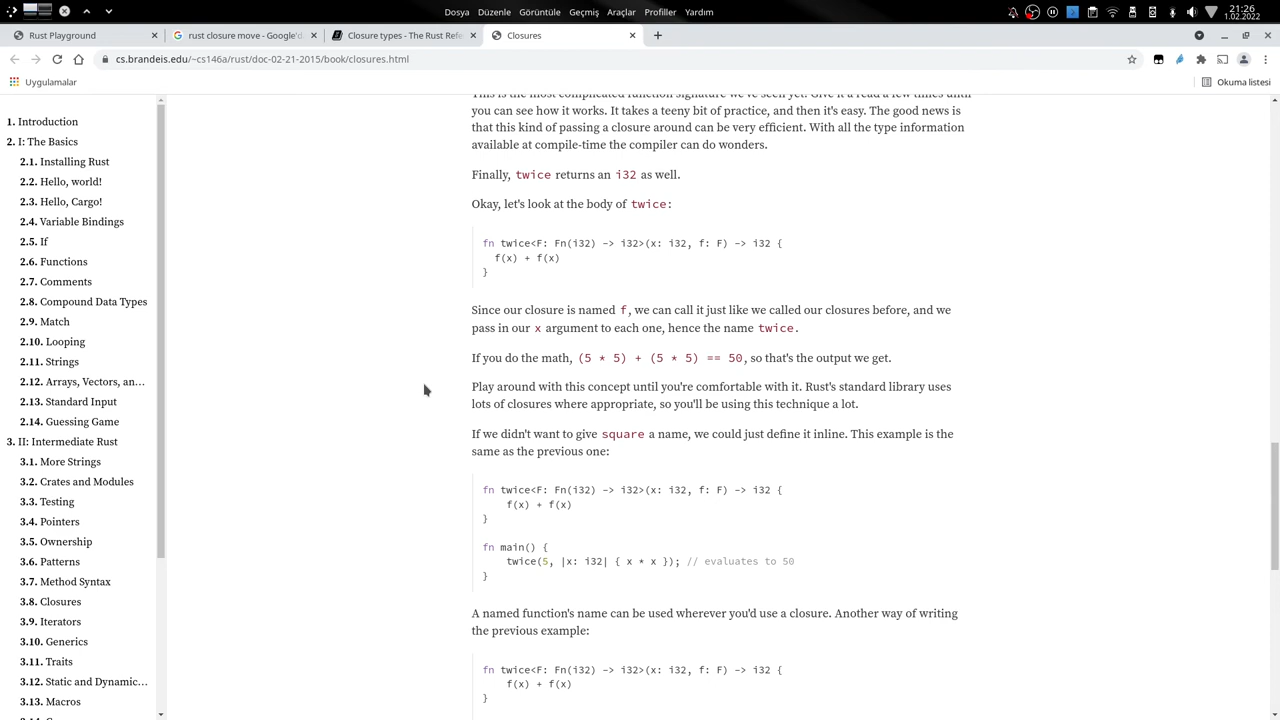 Dosya Düzenle Görüntüle Geçmiş Araçlar Profiller Yardım
21:26
1.02.2022
Rust Playground
rust closure move - Google'd
Closure types - The Rust Refe
Closures
cs.brandeis.edu/~cs146a/rust/doc-02-21-2015/book/closures.html
Uygulamalar
Okuma listesi
1. Introduction
2. I: The Basics
2.1. Installing Rust
2.2. Hello, world!
2.3. Hello, Cargo!
2.4. Variable Bindings
2.5. If
2.6. Functions
2.7. Comments
2.8. Compound Data Types
2.9. Match
2.10. Looping
2.11. Strings
2.12. Arrays, Vectors, an…
2.13. Standard Input
2.14. Guessing Game
3. II: Intermediate Rust
3.1. More Strings
3.2. Crates and Modules
3.3. Testing
3.4. Pointers
3.5. Ownership
3.6. Patterns
3.7. Method Syntax
3.8. Closures
3.9. Iterators
3.10. Generics
3.11. Traits
3.12. Static and Dynamic…
3.13. Macros
This is the most complicated function signature we've seen yet. Give it a read a few times until
you can see how it works. It takes a teeny bit of practice, and then it's easy. The good news is
that this kind of passing a closure around can be very efficient. With all the type information
available at compile-time the compiler can do wonders.
Finally, twice returns an i32 as well.
Okay, let's look at the body of twice:
fn twice<F: Fn(i32) -> i32>(x: i32, f: F) -> i32 {
f(x) + f(x)
}
Since our closure is named f, we can call it just like we called our closures before, and we
pass in our x argument to each one, hence the name twice.
If you do the math, (5 * 5) + (5 * 5) == 50, so that's the output we get.
Play around with this concept until you're comfortable with it. Rust's standard library uses
lots of closures where appropriate, so you'll be using this technique a lot.
If we didn't want to give square a name, we could just define it inline. This example is the
same as the previous one:
fn twice<F: Fn(i32) -> i32>(x: i32, f: F) -> i32 {
f(x) + f(x)
}
fn main() {
twice(5, |x: i32| { x * x }); // evaluates to 50
}
A named function's name can be used wherever you'd use a closure. Another way of writing
the previous example:
fn twice<F: Fn(i32) -> i32>(x: i32, f: F) -> i32 {
f(x) + f(x)
}